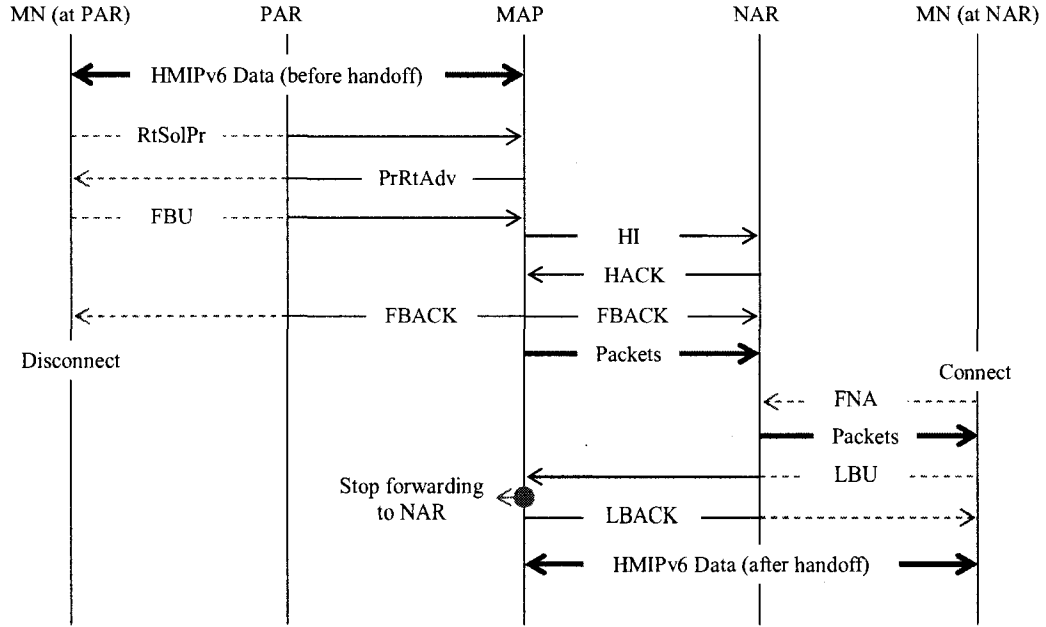 MN (at PAR) PAR MAP NAR MN (at NAR)
HMIPv6 Data (before handoff)
RtSolPr
PrRtAdv
FBU
HI
HACK
FBACK FBACK
Packets
Disconnect
Connect
FNA
Packets
LBU
Stop forwarding
to NAR
LBACK
HMIPv6 Data (after handoff)